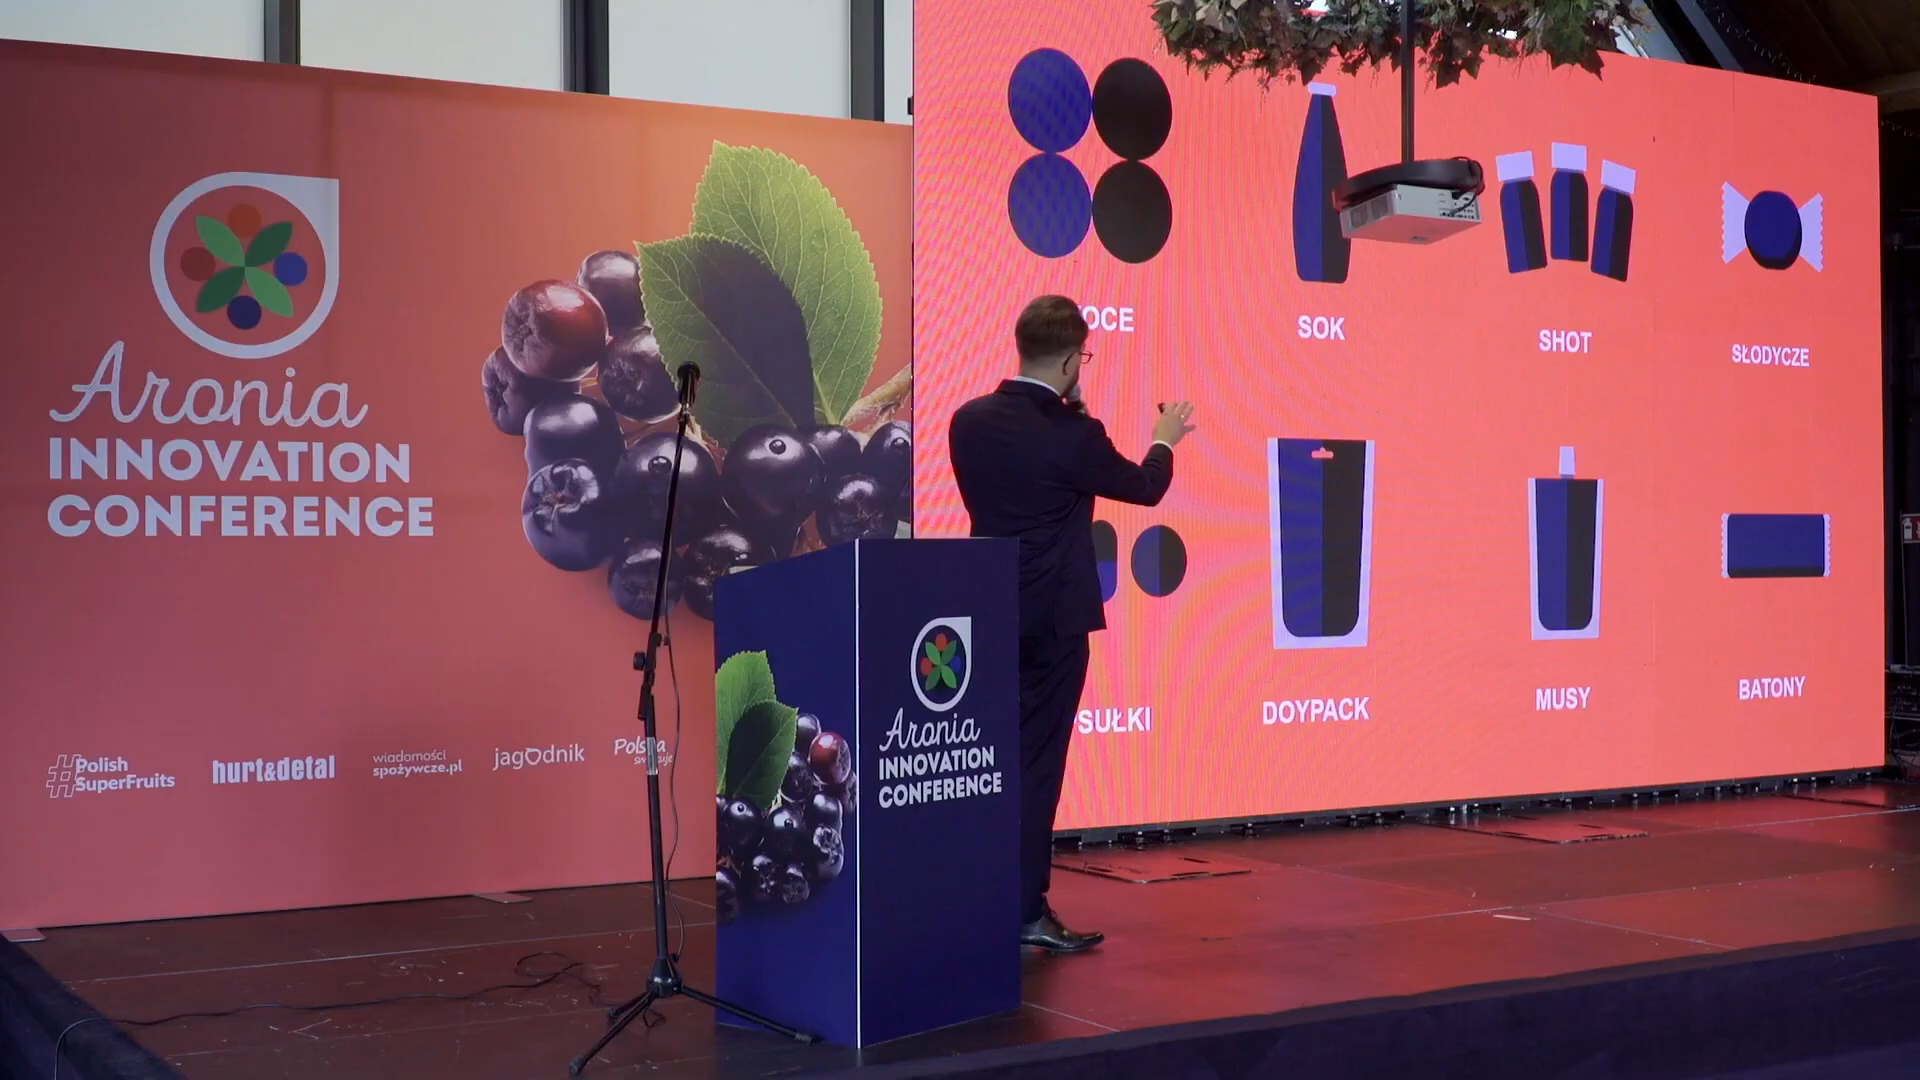 Aronia
INNOVATION
CONFERENCE
#Polish
SuperFruits
hurt&detal
wiadomości
spożywcze.pl
jagodnik
Polska
OCE
SOK
SHOT
SŁODYCZE
SUŁKI
DOYPACK
MUSY
BATONY
Aronia
INNOVATION
CONFERENCE